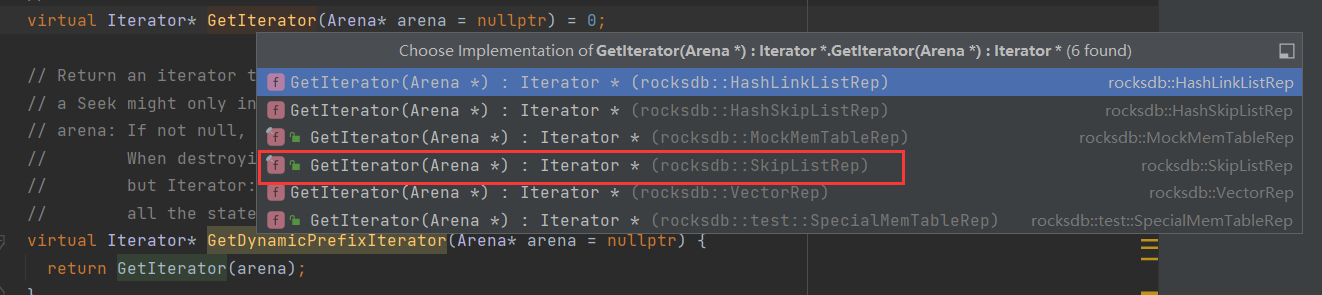 virtual Iterator* GetIterator(Arena* arena = nullptr) = 0;
Choose Implementation of GetIterator(Arena *) : Iterator *.GetIterator(Arena *) : Iterator * (6 found)
// Return an iterator t
GetIterator(Arena *) : Iterator * (rocksdb::HashLinkListRep) rocksdb::HashLinkListRep
// a Seek might only in
GetIterator(Arena *) : Iterator * (rocksdb::HashSkipListRep) rocksdb::HashSkipListRep
// arena: If not null,
GetIterator(Arena *) : Iterator * (rocksdb::MockMemTableRep) rocksdb::MockMemTableRep
// When destroyi
GetIterator(Arena *) : Iterator * (rocksdb::SkipListRep) rocksdb::SkipListRep
// but Iterator:
GetIterator(Arena *) : Iterator * (rocksdb::VectorRep) rocksdb::VectorRep
// all the state
GetIterator(Arena *) : Iterator * (rocksdb::test::SpecialMemTableRep) rocksdb::test::SpecialMemTableRep
virtual Iterator* GetDynamicPrefixIterator(Arena* arena = nullptr) {
return GetIterator(arena);
}